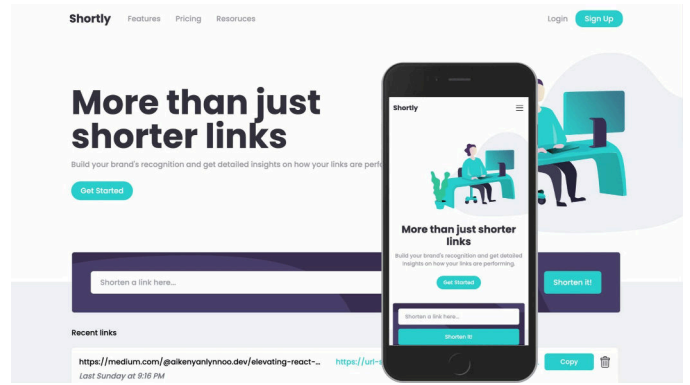 Shortly
Features
Pricing
Resoruces
Login
Sign Up
More than just
shorter links
Build your brand's recognition and get detailed insights on how your links are perf
Get Started
Shorten a link here...
Shorten it!
Recent links
https://medium.com/@aikenyanlynnoo.dev/elevating-react-...
https://url-s
Copy
Last Sunday at 9:16 PM
Shortly
More than just shorter
links
Build your brand's recognition and get detailed
insights on how your links are performing.
Get Started
Shorten a link here...
Shorten it!